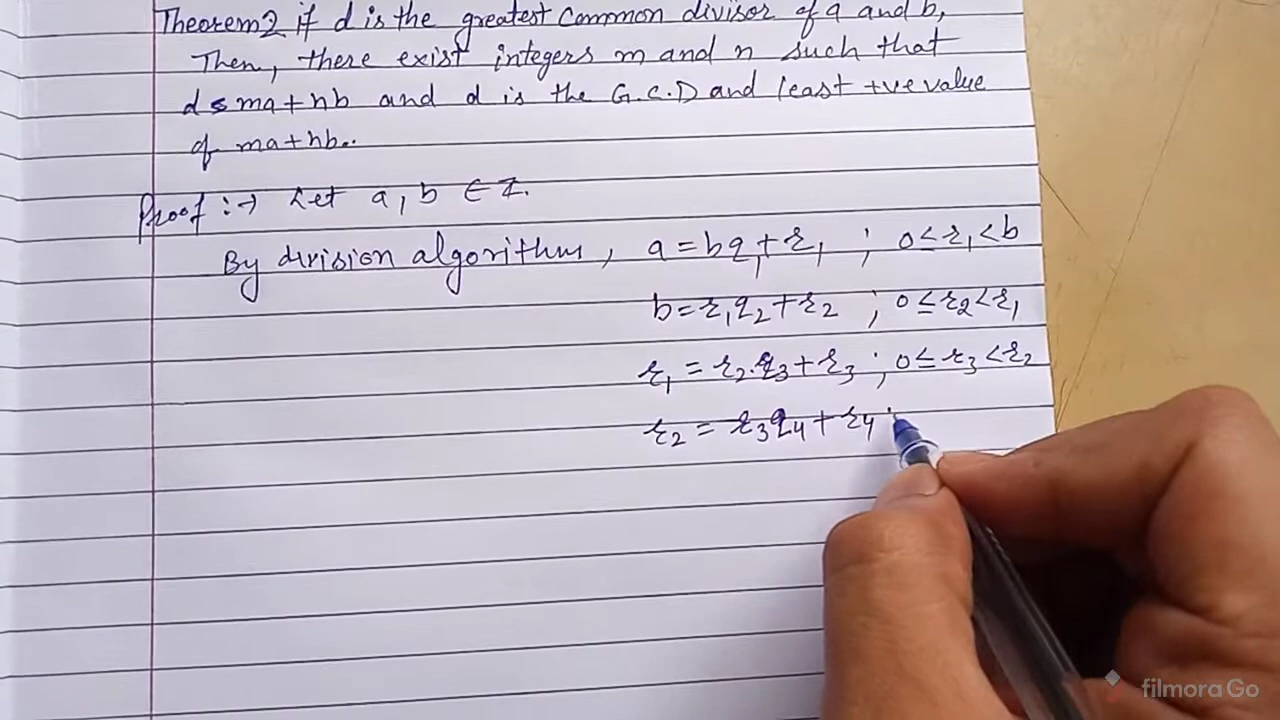 Theorem2 if d is the greatest common divisor of a and b,
Then, there exist integers m and n such that
d = ma+nb and d is the G.C.D and least +ve value
of ma+nb..
Proof :→ Let a, b ∈ Z.
By division algorithm, a = bq₁+r₁ ; 0≤r₁<b
b=r₁q₂+r₂ ; 0≤r₂<r₁
r₁ = r₂.q₃+r₃ ; 0≤r₃<r₂
r₂ = r₃q₄+r₄
filmora Go